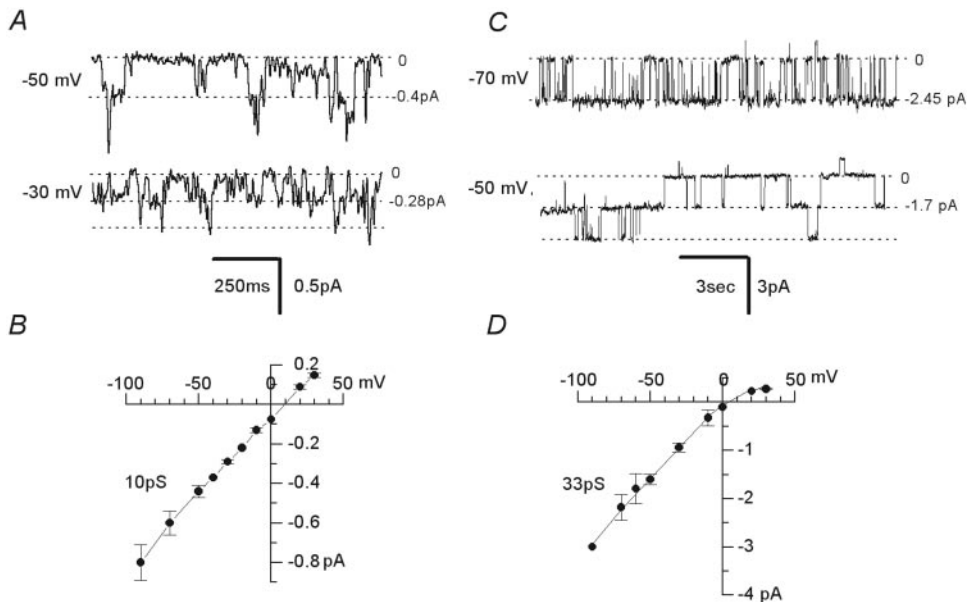 A
-50 mV
0
-0.4pA
-30 mV
0
-0.28pA
250ms
0.5pA
C
-70 mV
0
-2.45 pA
-50 mV
0
-1.7 pA
3sec
3pA
B
0.2
-100
-50
0
50
mV
-0.2
-0.4
-0.6
-0.8 pA
10pS
D
-100
-50
0
50
mV
-1
-2
-3
-4 pA
33pS